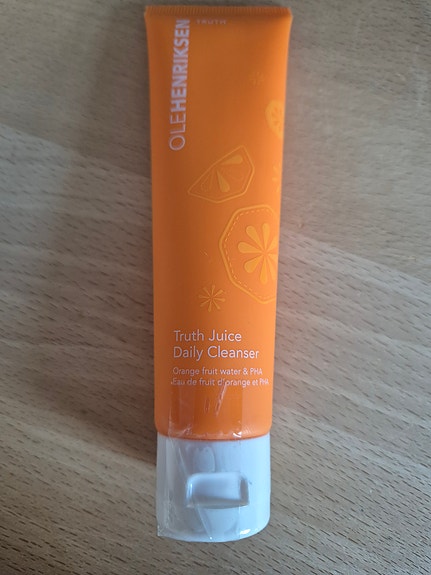 TRUTH
OLEHENRIKSEN
Truth Juice
Daily Cleanser
Orange fruit water & PHA
Eau de fruit d'orange et PHA